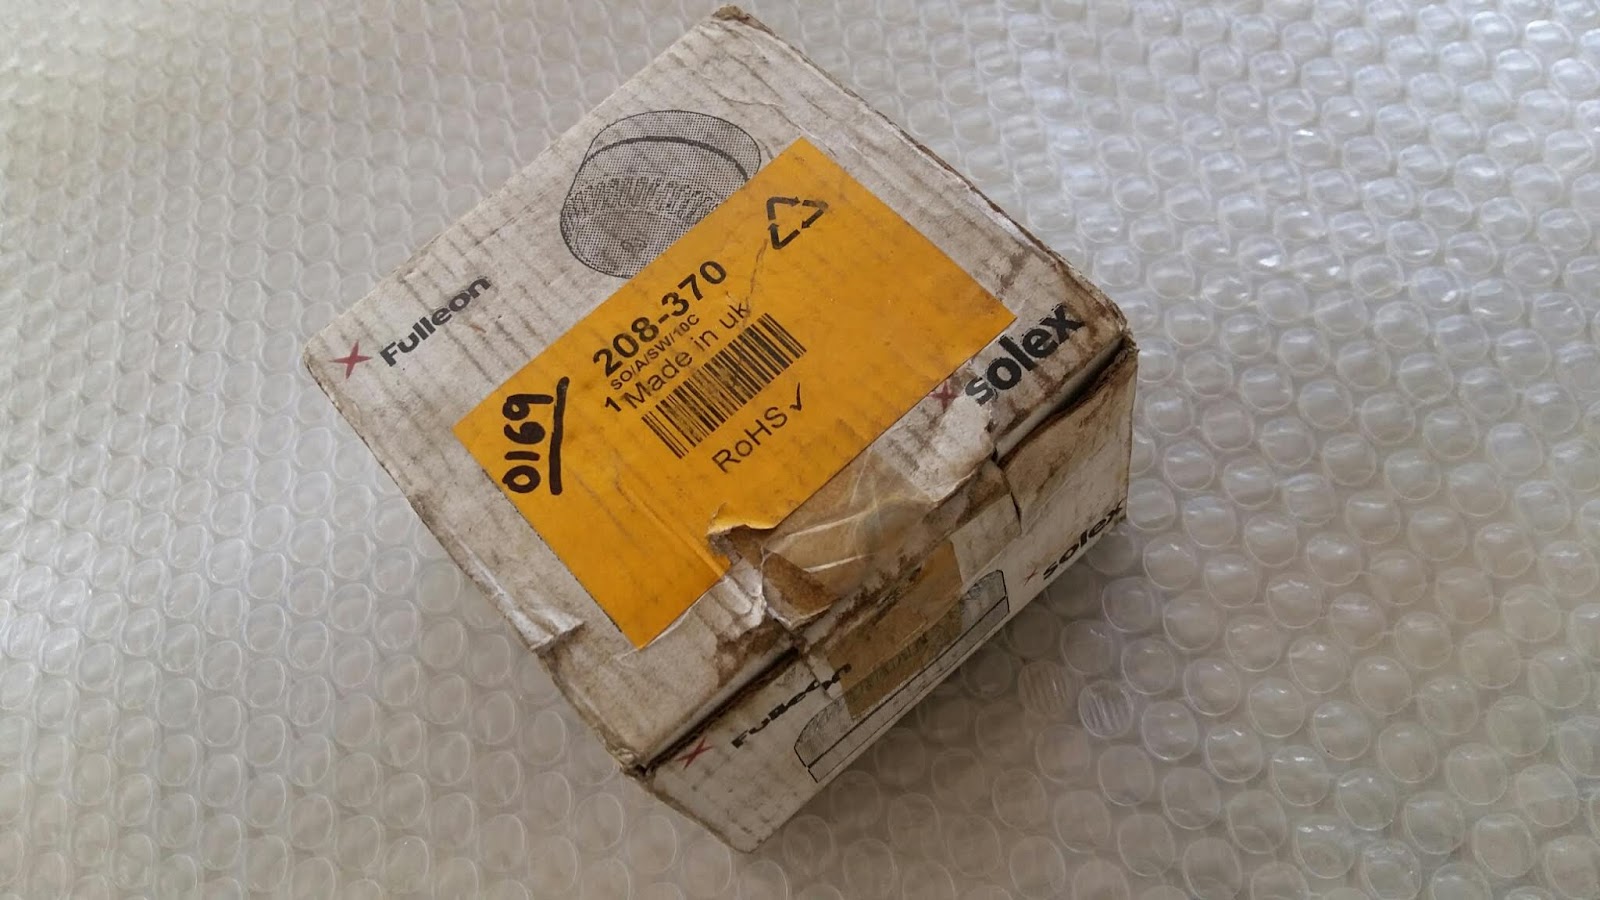 Fulleon
0169
208-370
SO/A/SW/10C
1 Made in uk
RoHS ✓
solex
Fulleon
solex